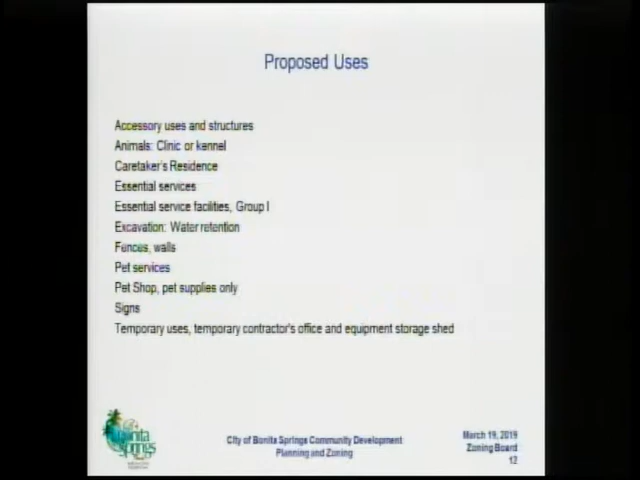 Proposed Uses
Accessory uses and structures
Animals: Clinic or kennel
Caretaker's Residence
Essential services
Essential service facilities, Group I
Excavation: Water retention
Fences, walls
Pet services
Pet Shop, pet supplies only
Signs
Temporary uses, temporary contractor's office and equipment storage shed
Bonita
Springs
City of Bonita Springs Community Development
Planning and Zoning
March 19, 2019
Zoning Board
12